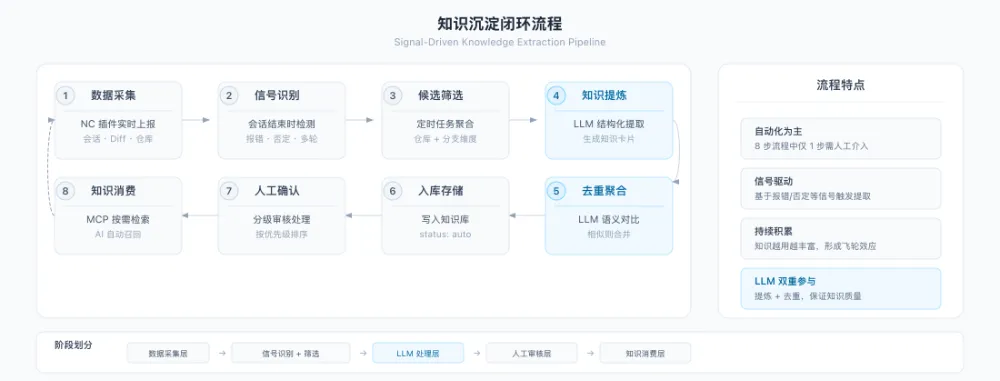 知识沉淀闭环流程
Signal-Driven Knowledge Extraction Pipeline
1 数据采集
NC 插件实时上报
会话 · Diff · 仓库
2 信号识别
会话结束时检测
报错 · 否定 · 多轮
3 候选筛选
定时任务聚合
仓库 + 分支维度
4 知识提炼
LLM 结构化提取
生成知识卡片
8 知识消费
MCP 按需检索
AI 自动召回
7 人工确认
分级审核处理
按优先级排序
6 入库存储
写入知识库
status: auto
5 去重聚合
LLM 语义对比
相似则合并
流程特点
自动化为主
8 步流程中仅 1 步需人工介入
信号驱动
基于报错/否定等信号触发提取
持续积累
知识越用越丰富，形成飞轮效应
LLM 双重参与
提炼 + 去重，保证知识质量
阶段划分
数据采集层 → 信号识别 + 筛选 → LLM 处理层 → 人工审核层 → 知识消费层